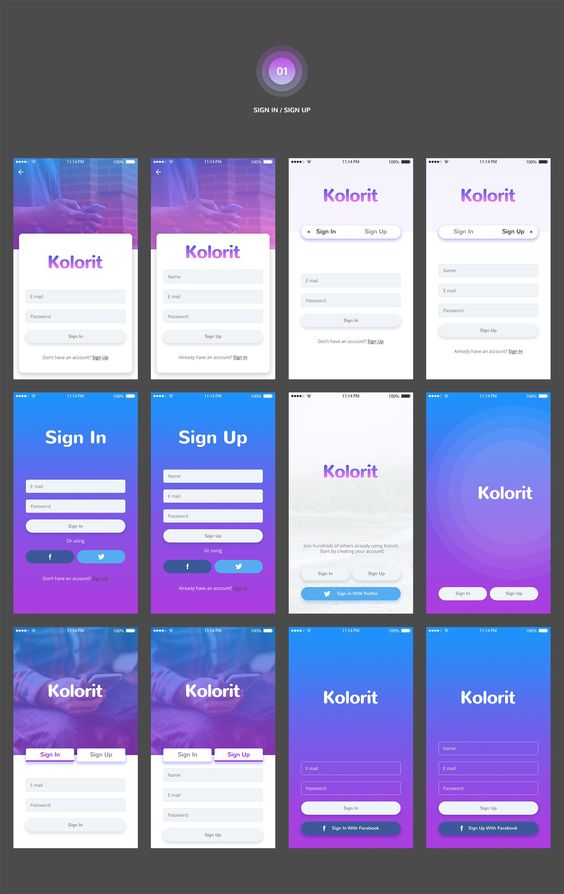 01
SIGN IN / SIGN UP
11:14 PM 100%
Kolorit
E mail
Password
Sign In
Don't have an account? Sign Up
11:14 PM 100%
Kolorit
Name
E mail
Password
Sign Up
Already have an account? Sign In
11:14 PM 100%
Kolorit
Sign In Sign Up
E mail
Password
Sign In
Don't have an account? Sign Up
11:14 PM 100%
Kolorit
Sign In Sign Up
Name
E mail
Password
Sign Up
Already have an account? Sign In
11:14 PM 100%
Sign In
E mail
Password
Sign In
Or using
f
Don't have an account? Sign Up
11:14 PM 100%
Sign Up
Name
E mail
Password
Sign Up
Or using
f
Already have an account? Sign In
11:14 PM 100%
Kolorit
Join hundreds of others already using Kolorit.
Start by creating your account!
Sign In Sign Up
Sign In With Twitter
11:14 PM 100%
Kolorit
Sign In Sign Up
11:14 PM 100%
Kolorit
Sign In Sign Up
E mail
Password
Sign In
11:14 PM 100%
Kolorit
Sign In Sign Up
Name
E mail
Password
Sign Up
11:14 PM 100%
Kolorit
E mail
Password
Sign In
f Sign In With Facebook
11:14 PM 100%
Kolorit
Name
E mail
Password
Sign Up
f Sign Up With Facebook